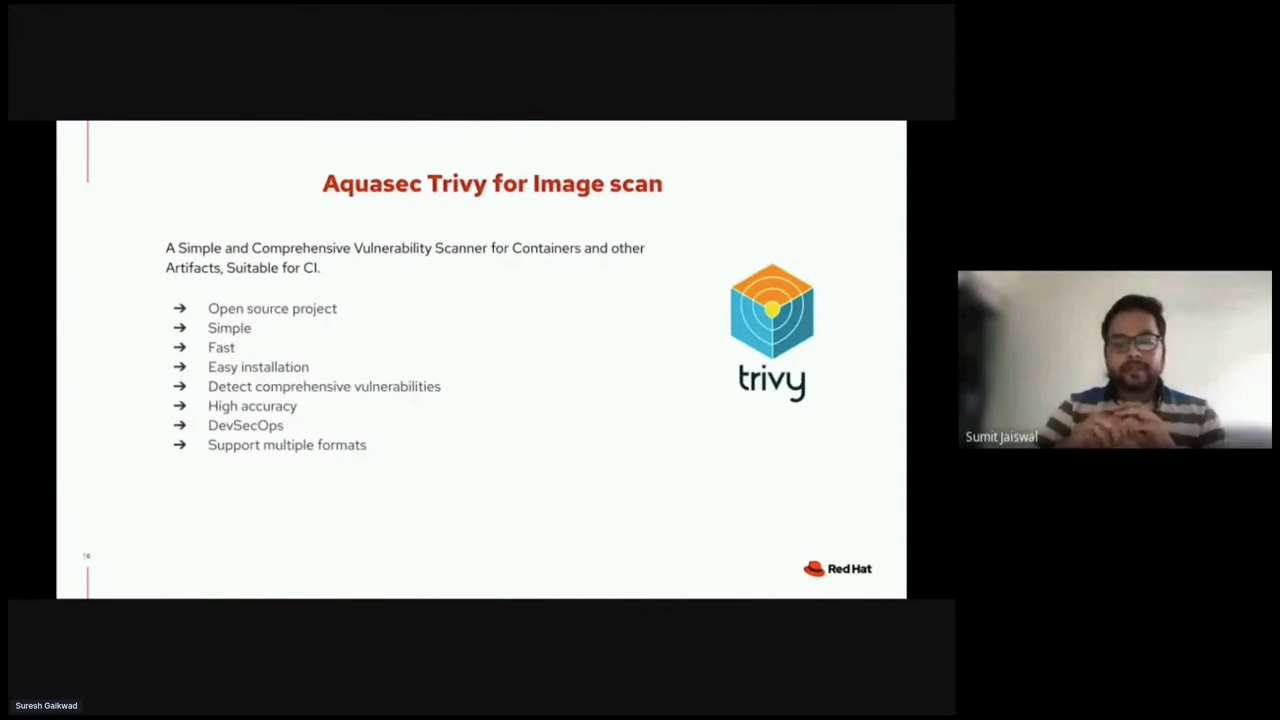 Aquasec Trivy for Image scan
A Simple and Comprehensive Vulnerability Scanner for Containers and other
Artifacts, Suitable for CI.
➔ Open source project
➔ Simple
➔ Fast
➔ Easy installation
➔ Detect comprehensive vulnerabilities
➔ High accuracy
➔ DevSecOps
➔ Support multiple formats
trivy
16
Red Hat
Sumit Jaiswal
Suresh Gaikwad